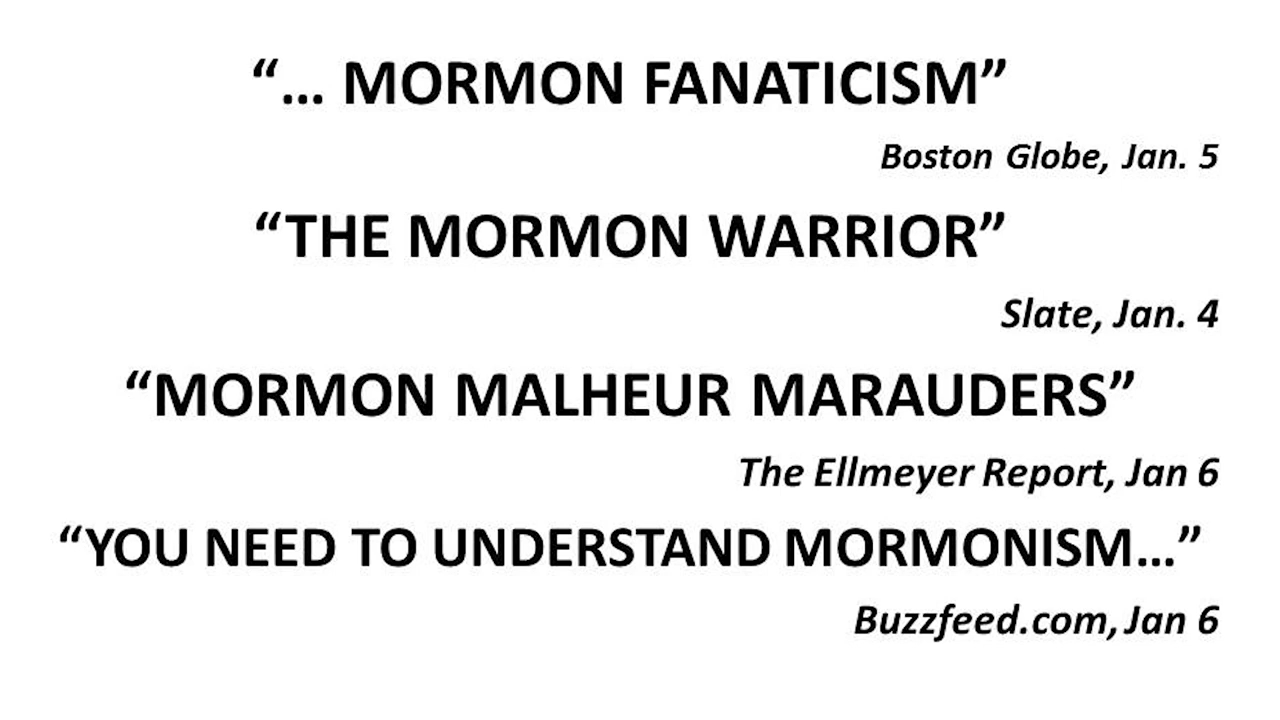 “… MORMON FANATICISM”
Boston Globe, Jan. 5
“THE MORMON WARRIOR”
Slate, Jan. 4
“MORMON MALHEUR MARAUDERS”
The Ellmeyer Report, Jan 6
“YOU NEED TO UNDERSTAND MORMONISM…”
Buzzfeed.com, Jan 6